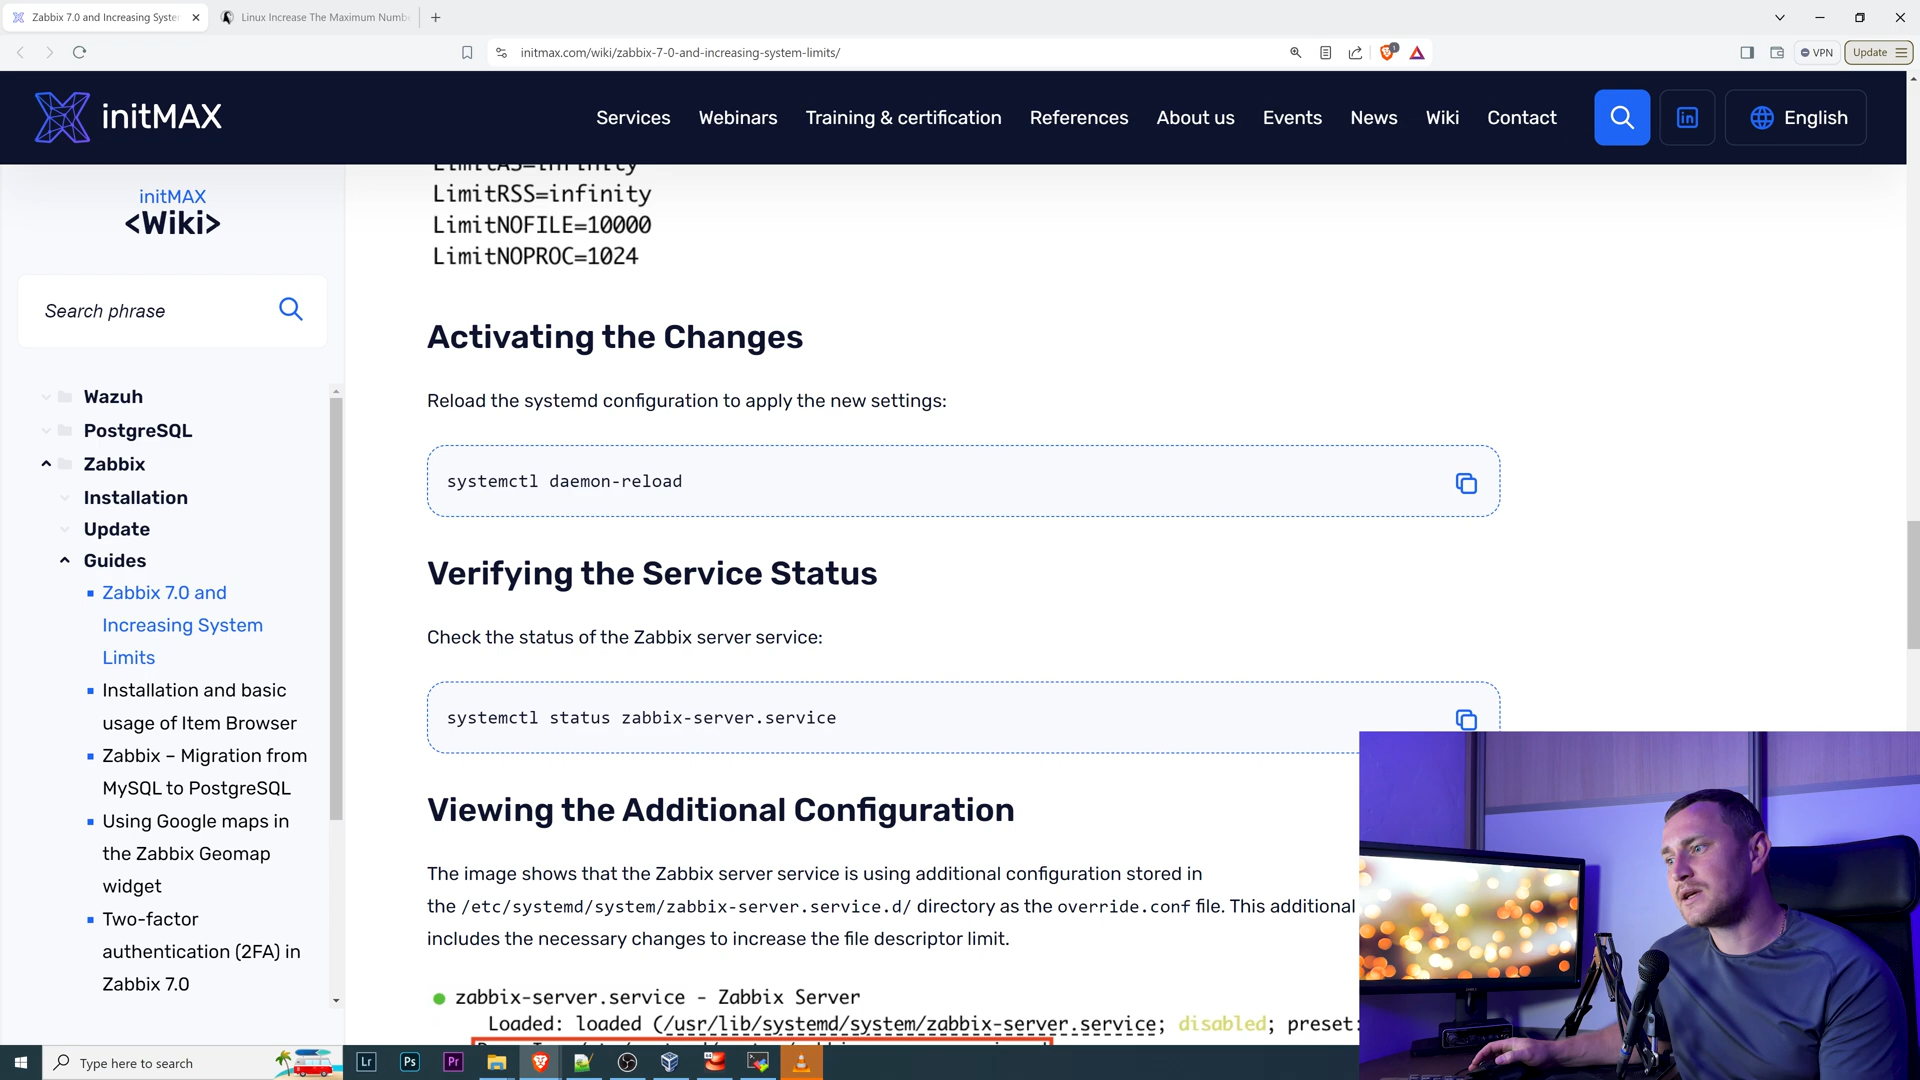 Zabbix 7.0 and Increasing Syste
Linux Increase The Maximum Numb
initmax.com/wiki/zabbix-7-0-and-increasing-system-limits/
1
VPN
Update
initMAX
Services
Webinars
Training & certification
References
About us
Events
News
Wiki
Contact
in
English
initMAX
<Wiki>
Search phrase
Wazuh
PostgreSQL
Zabbix
Installation
Update
Guides
Zabbix 7.0 and
Increasing System
Limits
Installation and basic
usage of Item Browser
Zabbix – Migration from
MySQL to PostgreSQL
Using Google maps in
the Zabbix Geomap
widget
Two-factor
authentication (2FA) in
Zabbix 7.0
LimitAS=infinity
LimitRSS=infinity
LimitNOFILE=10000
LimitNOPROC=1024
Activating the Changes
Reload the systemd configuration to apply the new settings:
systemctl daemon-reload
Verifying the Service Status
Check the status of the Zabbix server service:
systemctl status zabbix-server.service
Viewing the Additional Configuration
The image shows that the Zabbix server service is using additional configuration stored in
the /etc/systemd/system/zabbix-server.service.d/ directory as the override.conf file. This additional
includes the necessary changes to increase the file descriptor limit.
zabbix-server.service - Zabbix Server
Loaded: loaded (/usr/lib/systemd/system/zabbix-server.service; disabled; preset:
Type here to search
Lr
Ps
Pr